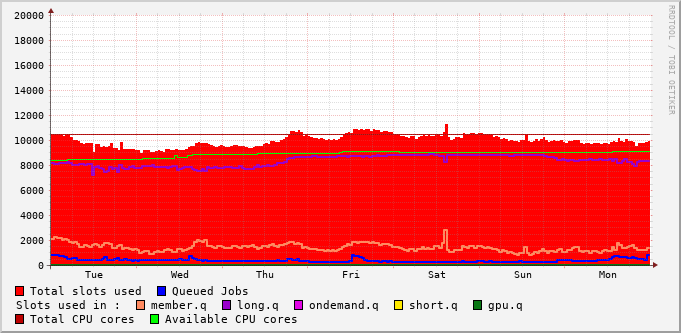 RRDTOOL / TOBI OETIKER
20000
18000
16000
14000
12000
10000
8000
6000
4000
2000
0
Tue Wed Thu Fri Sat Sun Mon
Total slots used Queued Jobs
Slots used in : member.q long.q ondemand.q short.q gpu.q
Total CPU cores Available CPU cores